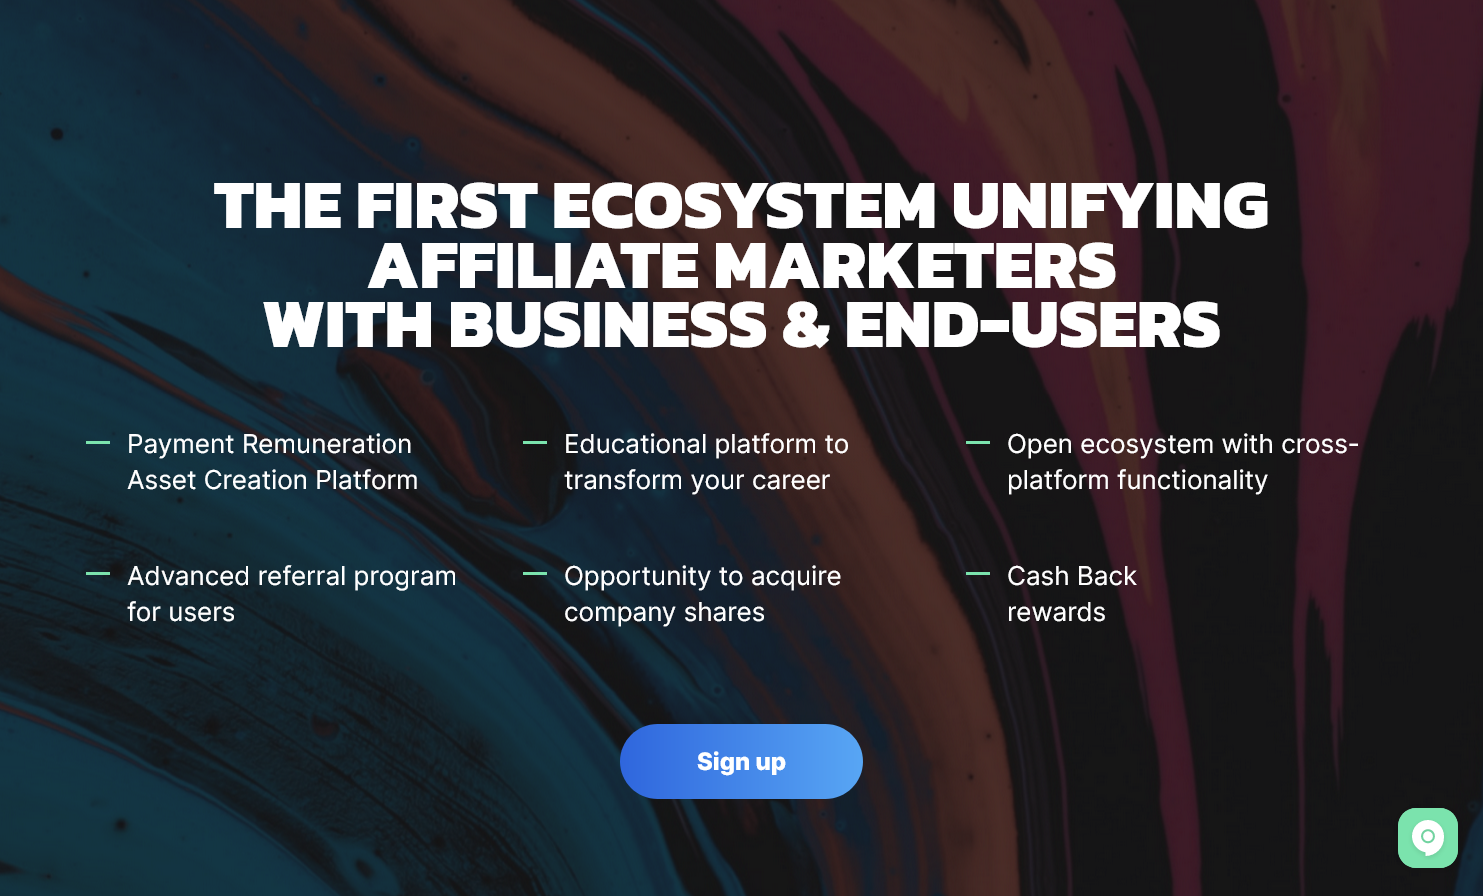 THE FIRST ECOSYSTEM UNIFYING
AFFILIATE MARKETERS
WITH BUSINESS & END-USERS
Payment Remuneration
Asset Creation Platform
Educational platform to
transform your career
Open ecosystem with cross-
platform functionality
Advanced referral program
for users
Opportunity to acquire
company shares
Cash Back
rewards
Sign up